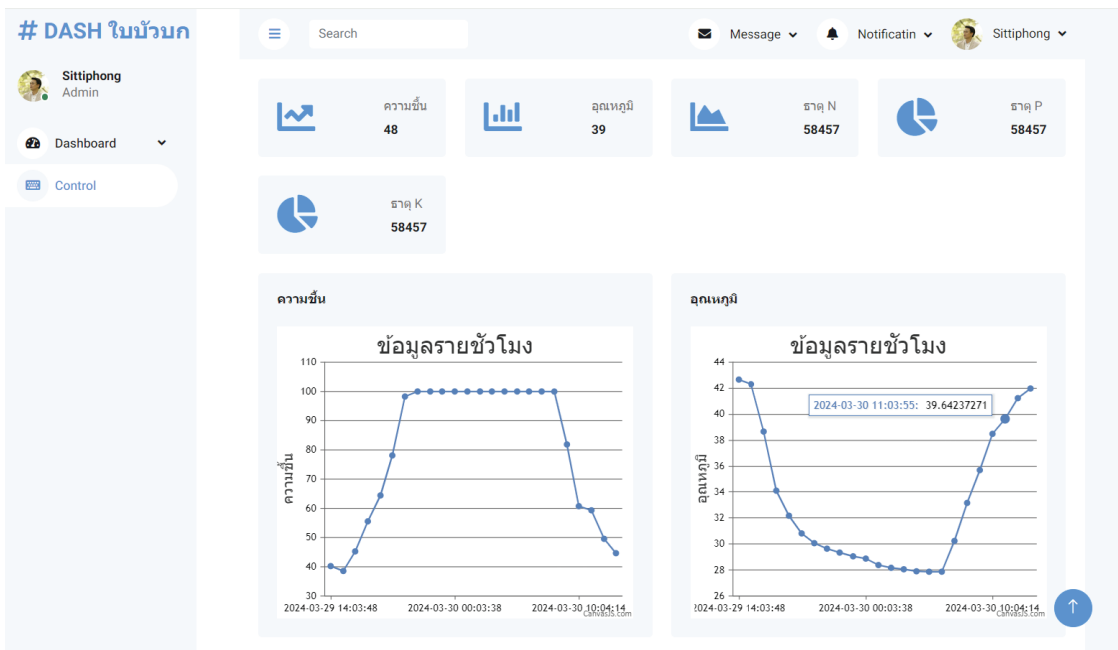 # DASH ใบบัวบก
Search
Message
Notificatin
Sittiphong
Sittiphong
Admin
Dashboard
Control
ความชื้น
48
อุณหภูมิ
39
ธาตุ N
58457
ธาตุ P
58457
ธาตุ K
58457
ความชื้น
ข้อมูลรายชั่วโมง
ความชื้น
110
100
90
80
70
60
50
40
30
2024-03-29 14:03:48
2024-03-30 00:03:38
2024-03-30 10:04:14
CanvasJS.com
อุณหภูมิ
ข้อมูลรายชั่วโมง
อุณหภูมิ
44
42
40
38
36
34
32
30
28
26
2024-03-30 11:03:55: 39.64237271
2024-03-29 14:03:48
2024-03-30 00:03:38
2024-03-30 10:04:14
CanvasJS.com